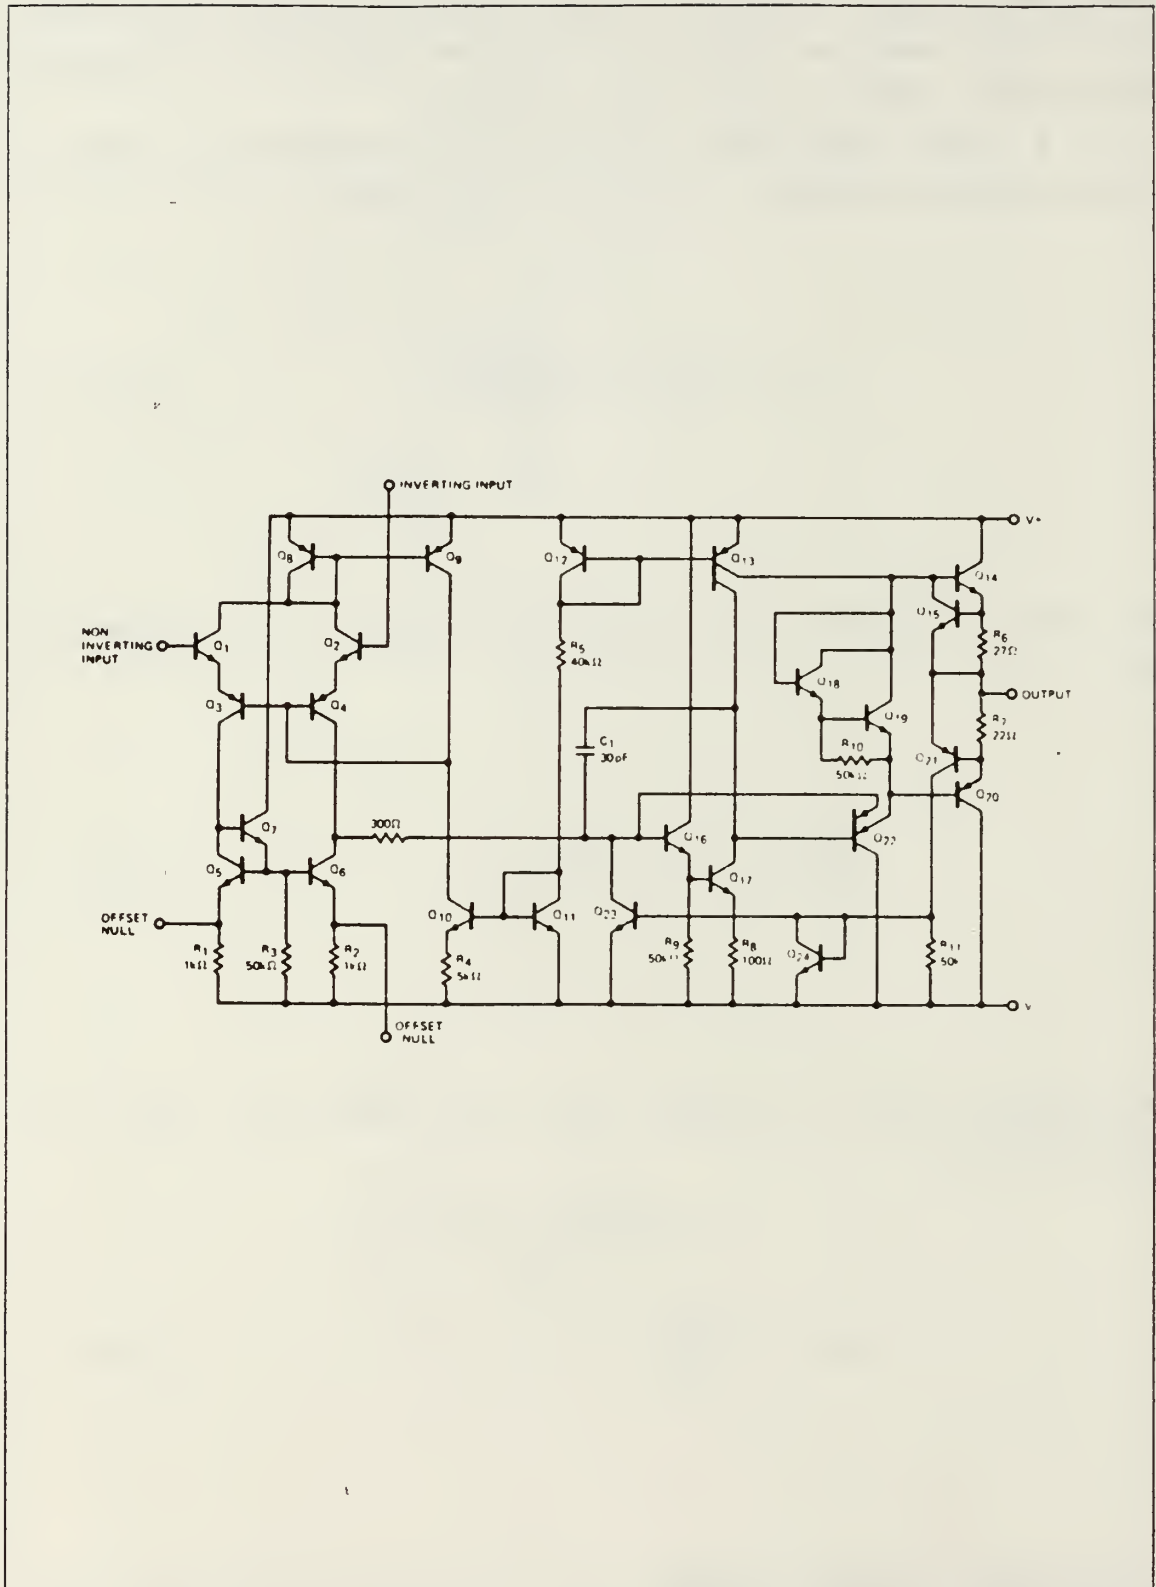 INVERTING INPUT
V+
Q8
Q9
Q12
Q13
Q14
Q15
NON
INVERTING
INPUT
Q1
Q2
R5
40kΩ
R6
27Ω
Q3
Q4
Q18
OUTPUT
Q19
R7
22Ω
C1
30pF
R10
50kΩ
Q21
Q20
Q7
300Ω
Q16
Q22
Q5
Q6
Q17
OFFSET
NULL
Q10
Q11
Q23
R1
1kΩ
R3
50kΩ
R2
1kΩ
R4
5kΩ
R9
50kΩ
R8
100Ω
Q24
R11
50k
V
OFFSET
NULL